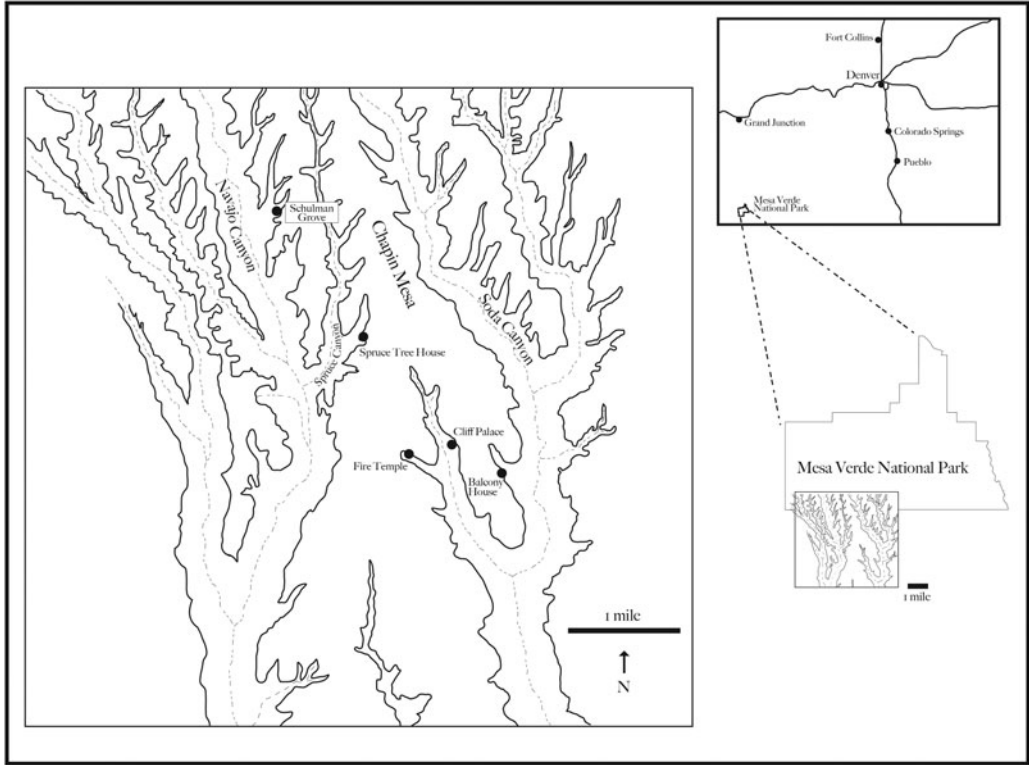 Navajo Canyon
Schulman
Grove
Chapin Mesa
Soda Canyon
Spruce Canyon
Spruce Tree House
Cliff Palace
Fire Temple
Balcony
House
1 mile
N
Fort Collins
Denver
Grand Junction
Colorado Springs
Pueblo
Mesa Verde
National Park
Mesa Verde National Park
1 mile